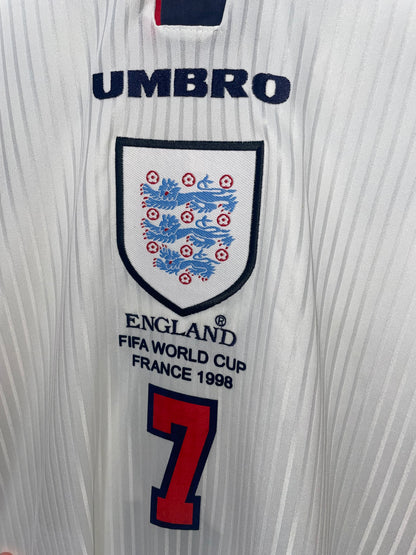 UMBRO
ENGLAND®
FIFA WORLD CUP
FRANCE 1998
7